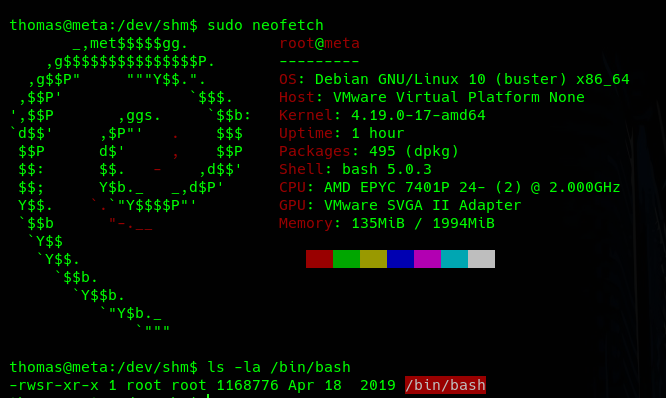 thomas@meta:/dev/shm$ sudo neofetch
       _,met$$$$$gg.          root@meta
    ,g$$$$$$$$$$$$$$$P.       ---------
  ,g$$P"     """Y$$.".        OS: Debian GNU/Linux 10 (buster) x86_64
 ,$$P'              `$$$.     Host: VMware Virtual Platform None
',$$P       ,ggs.     `$$b:   Kernel: 4.19.0-17-amd64
`d$$'     ,$P"'   .    $$$    Uptime: 1 hour
 $$P      d$'     ,    $$P    Packages: 495 (dpkg)
 $$:      $$.   -    ,d$$'    Shell: bash 5.0.3
 $$;      Y$b._   _,d$P'      CPU: AMD EPYC 7401P 24- (2) @ 2.000GHz
 Y$$.    `.`"Y$$$$P"'         GPU: VMware SVGA II Adapter
 `$$b      "-.__              Memory: 135MiB / 1994MiB
  `Y$$
   `Y$$.
     `$$b.
       `Y$$b.
          `"Y$b._
              `"""
thomas@meta:/dev/shm$ ls -la /bin/bash
-rwsr-xr-x 1 root root 1168776 Apr 18  2019 /bin/bash